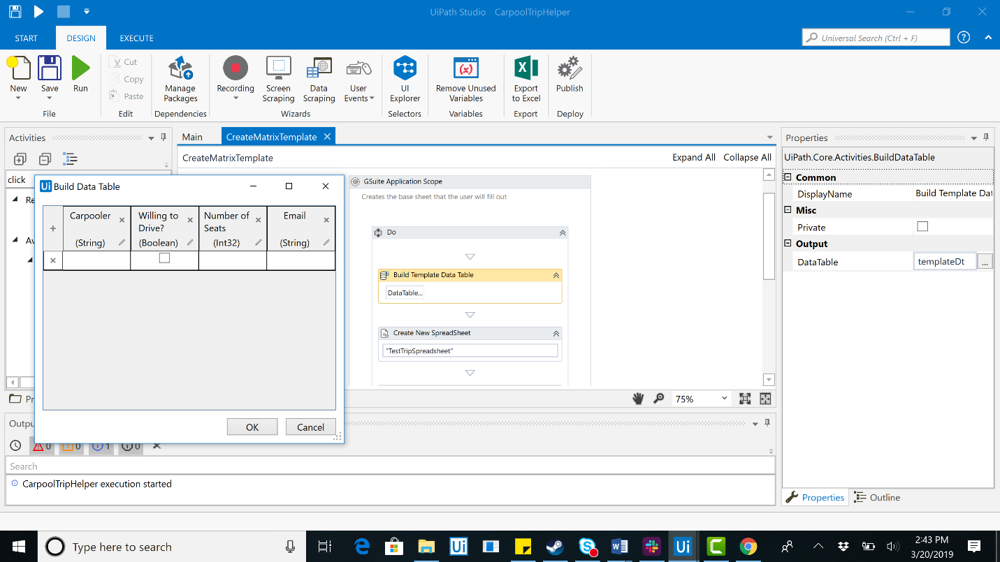 UiPath Studio - CarpoolTripHelper
START
DESIGN
EXECUTE
Universal Search (Ctrl + F)
?
New
Save
Run
File
Cut
Copy
Paste
Edit
Manage
Packages
Dependencies
Recording
Screen
Scraping
Data
Scraping
User
Events
Wizards
UI
Explorer
Selectors
Remove Unused
Variables
Variables
Export
to Excel
Export
Publish
Deploy
Activities
click
Re
Av
Pr
Main
CreateMatrixTemplate
CreateMatrixTemplate
Expand All
Collapse All
Ui Build Data Table
Carpooler
(String)
Willing to
Drive?
(Boolean)
Number of
Seats
(Int32)
Email
(String)
OK
Cancel
GSuite Application Scope
Creates the base sheet that the user will fill out
Do
Build Template Data Table
DataTable...
Create New SpreadSheet
"TestTripSpreadsheet"
75%
Properties
UiPath.Core.Activities.BuildDataTable
Common
DisplayName
Build Template Dat
Misc
Private
Output
DataTable
templateDt
...
Properties
Outline
Outpu
0
0
1
0
Search
CarpoolTripHelper execution started
Type here to search
Ui
Ui
2:43 PM
3/20/2019